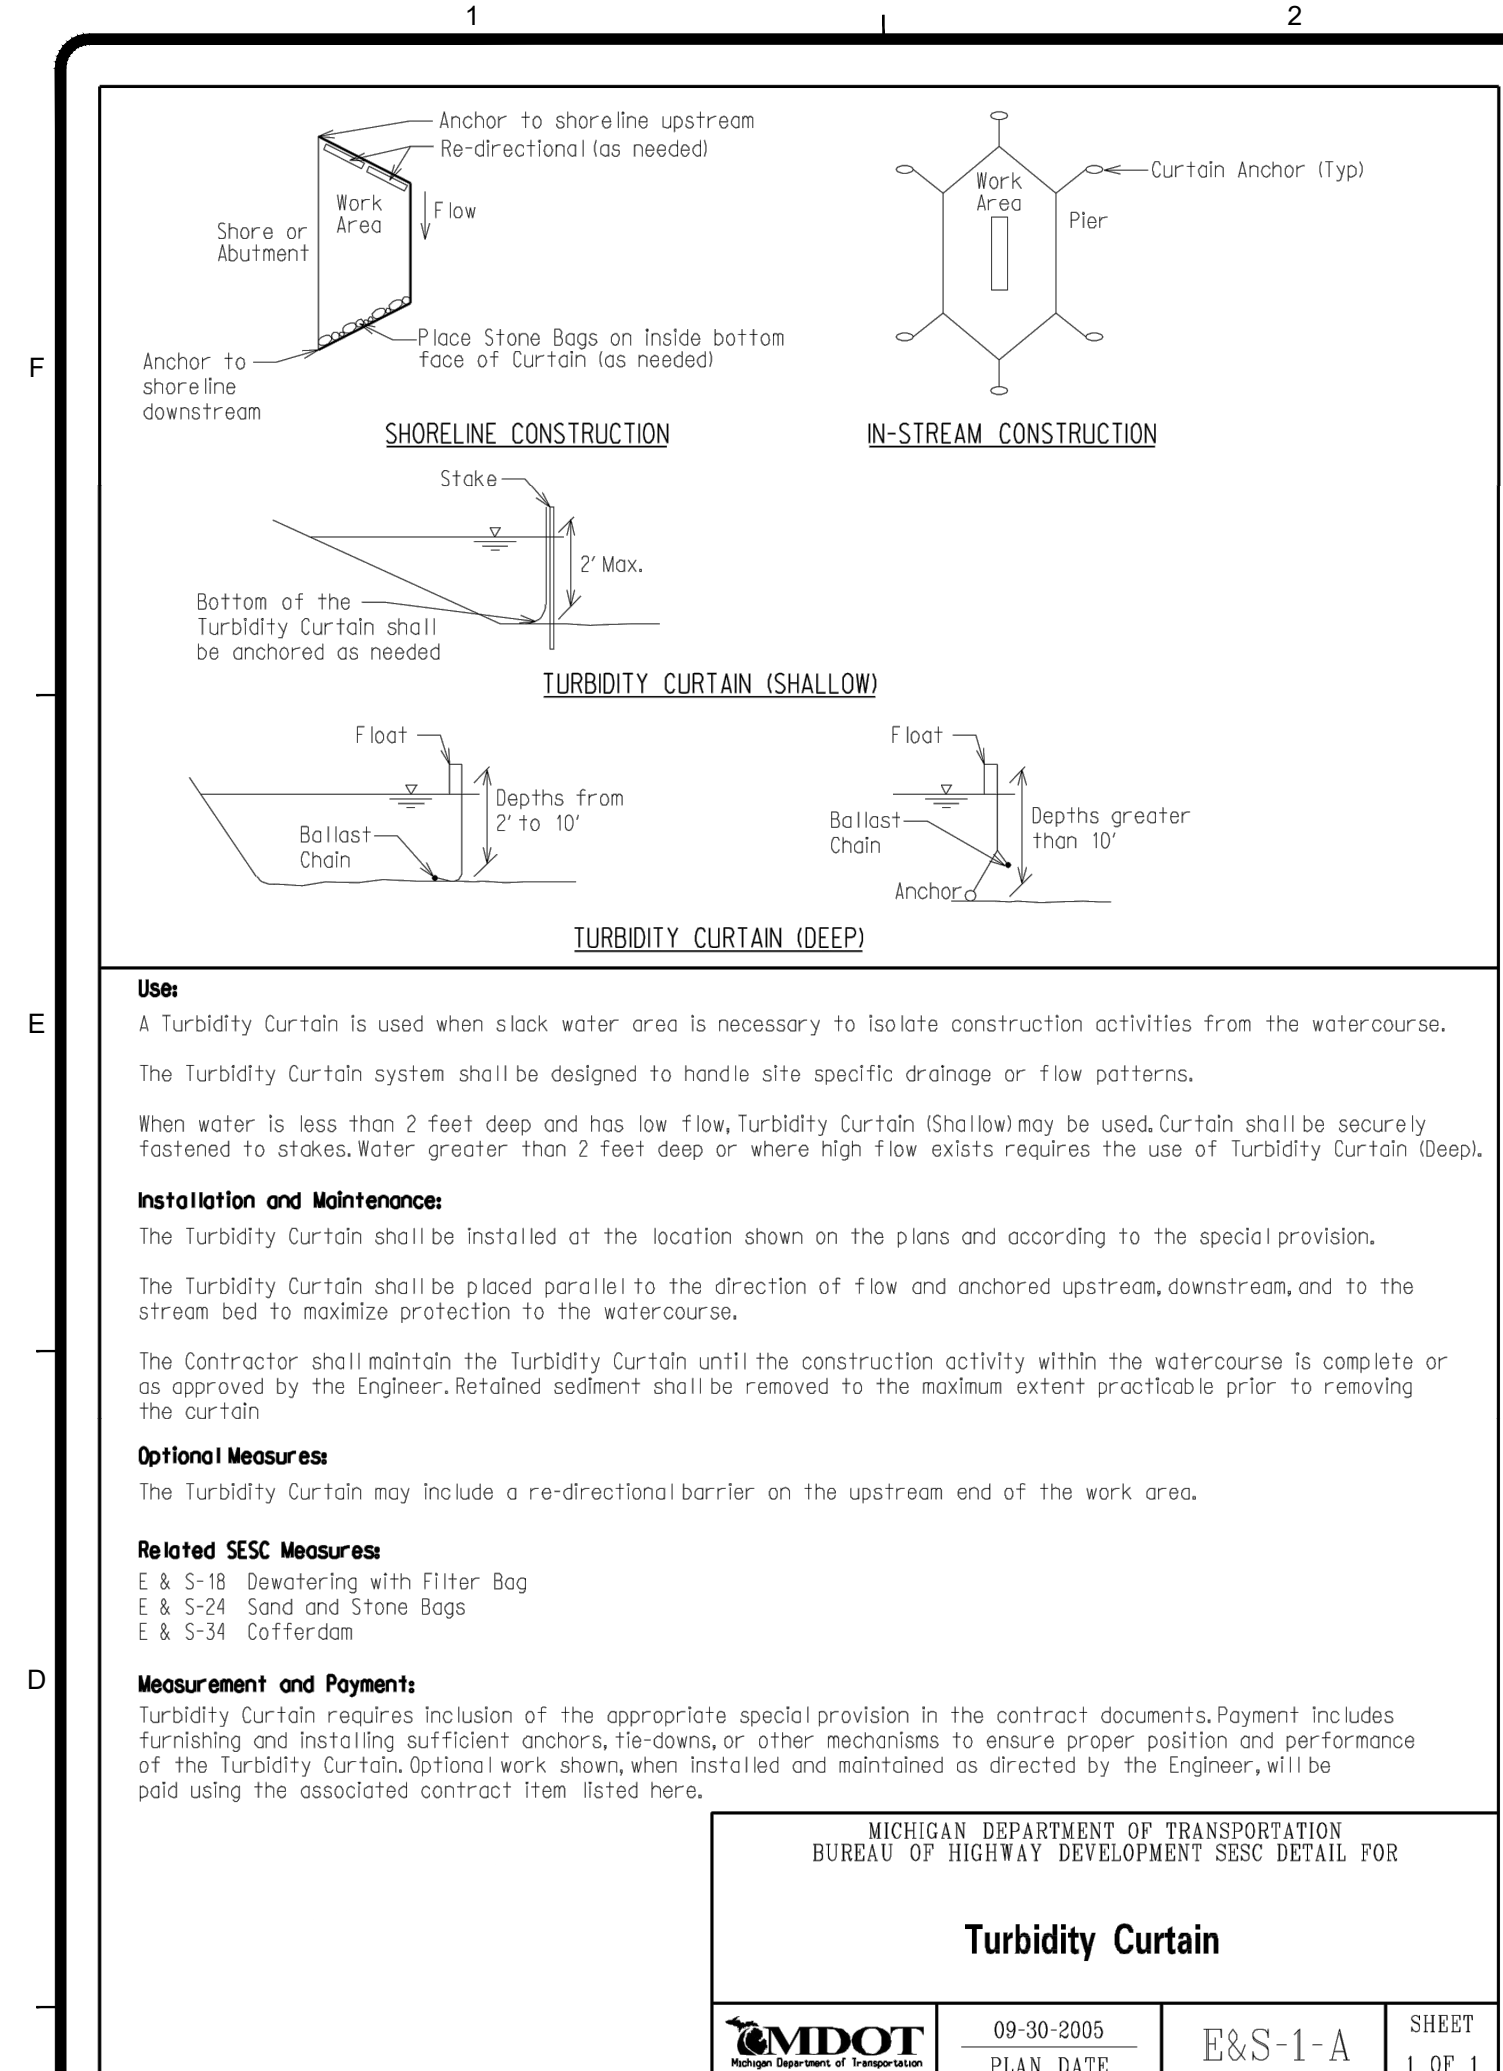 1
2
Anchor to shoreline upstream
Re-directional (as needed)
Work
Area
Flow
Shore or
Abutment
Place Stone Bags on inside bottom
face of Curtain (as needed)
Anchor to
shoreline
downstream
SHORELINE CONSTRUCTION
Work
Area
Curtain Anchor (Typ)
Pier
IN-STREAM CONSTRUCTION
F
Stake
2' Max.
Bottom of the
Turbidity Curtain shall
be anchored as needed
TURBIDITY CURTAIN (SHALLOW)
Float
Depths from
2' to 10'
Ballast
Chain
Float
Depths greater
than 10'
Ballast
Chain
Anchor
TURBIDITY CURTAIN (DEEP)
E
Use:
A Turbidity Curtain is used when slack water area is necessary to isolate construction activities from the watercourse.
The Turbidity Curtain system shall be designed to handle site specific drainage or flow patterns.
When water is less than 2 feet deep and has low flow, Turbidity Curtain (Shallow) may be used. Curtain shall be securely
fastened to stakes. Water greater than 2 feet deep or where high flow exists requires the use of Turbidity Curtain (Deep).
Installation and Maintenance:
The Turbidity Curtain shall be installed at the location shown on the plans and according to the special provision.
The Turbidity Curtain shall be placed parallel to the direction of flow and anchored upstream, downstream, and to the
stream bed to maximize protection to the watercourse.
The Contractor shall maintain the Turbidity Curtain until the construction activity within the watercourse is complete or
as approved by the Engineer. Retained sediment shall be removed to the maximum extent practicable prior to removing
the curtain
Optional Measures:
The Turbidity Curtain may include a re-directional barrier on the upstream end of the work area.
Related SESC Measures:
E & S-18 Dewatering with Filter Bag
E & S-24 Sand and Stone Bags
E & S-34 Cofferdam
D
Measurement and Payment:
Turbidity Curtain requires inclusion of the appropriate special provision in the contract documents. Payment includes
furnishing and installing sufficient anchors, tie-downs, or other mechanisms to ensure proper position and performance
of the Turbidity Curtain. Optional work shown, when installed and maintained as directed by the Engineer, will be
paid using the associated contract item listed here.
MICHIGAN DEPARTMENT OF TRANSPORTATION
BUREAU OF HIGHWAY DEVELOPMENT SESC DETAIL FOR
Turbidity Curtain
MDOT
Michigan Department of Transportation
09-30-2005
PLAN DATE
E&S-1-A
SHEET
1 OF 1